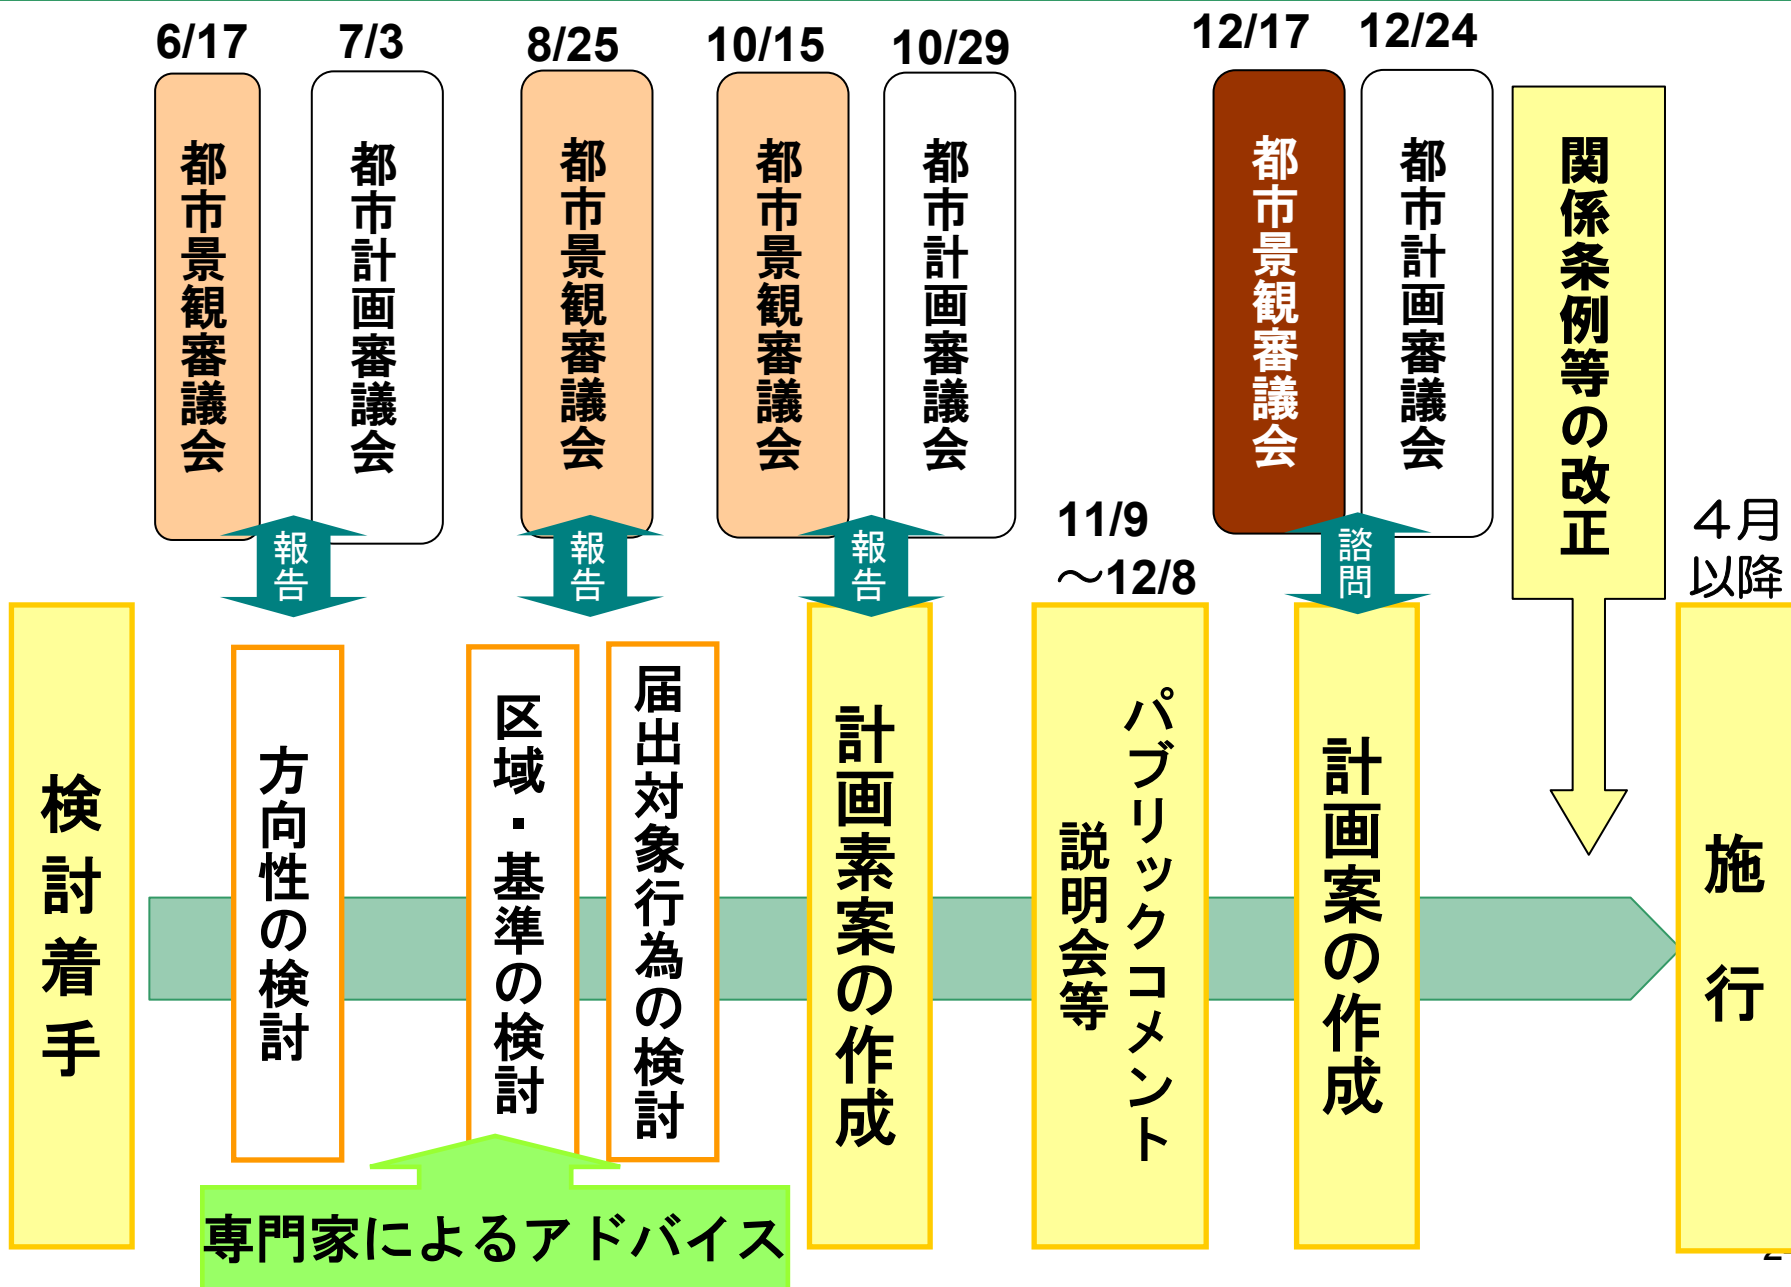 6/17
7/3
8/25
10/15
10/29
12/17
12/24
都市景観審議会
都市計画審議会
都市景観審議会
都市景観審議会
都市計画審議会
都市景観審議会
都市計画審議会
関係条例等の改正
報告
報告
報告
諮問
11/9
～12/8
４月
以降
検討着手
方向性の検討
区域・基準の検討
届出対象行為の検討
計画素案の作成
パブリックコメント
説明会等
計画案の作成
施行
専門家によるアドバイス